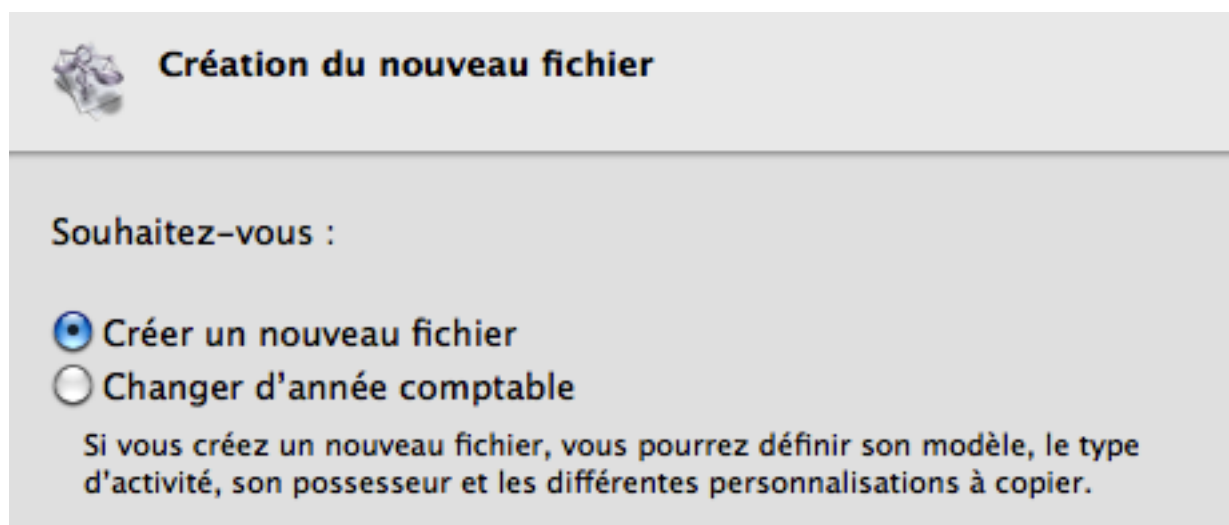 Création du nouveau fichier
Souhaitez-vous :
Créer un nouveau fichier
Changer d'année comptable
Si vous créez un nouveau fichier, vous pourrez définir son modèle, le type
d'activité, son possesseur et les différentes personnalisations à copier.